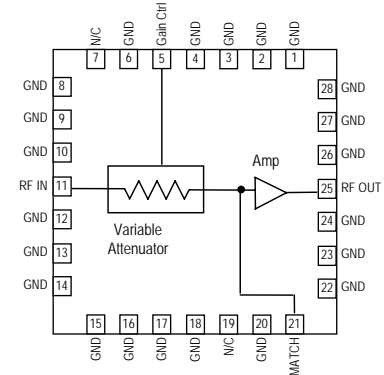 N/C
GND
Gain Ctrl
GND
GND
GND
GND
7
6
5
4
3
2
1
GND 8
28 GND
GND 9
27 GND
GND 10
26 GND
Amp
RF IN 11
25 RF OUT
GND 12
24 GND
Variable
Attenuator
GND 13
23 GND
GND 14
22 GND
15
16
17
18
19
20
21
GND
GND
GND
GND
N/C
GND
MATCH